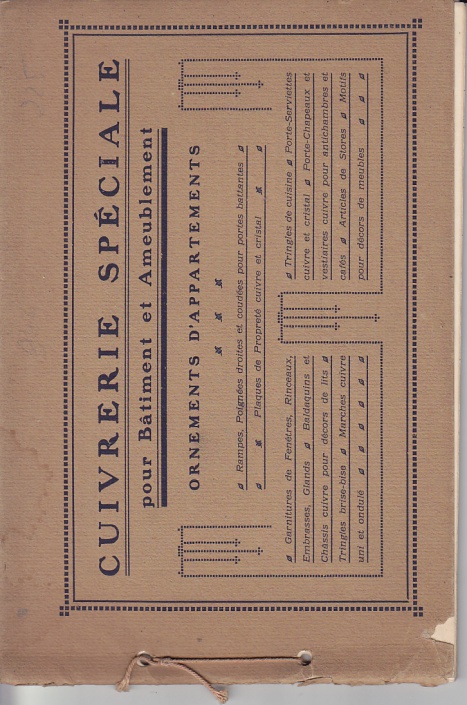 CUIVRERIE SPÉCIALE
pour Bâtiment et Ameublement
ORNEMENTS D'APPARTEMENTS
Rampes, Poignées droites et coudées pour portes battantes
Plaques de Propreté cuivre et cristal
Garnitures de Fenêtres, Rinceaux,
Embrasses, Glands Baldaquins et
Chassis cuivre pour décors de lits
Tringles brise-bise Marches cuivre
uni et ondulé
Tringles de cuisine Porte-Serviettes
cuivre et cristal Porte-Chapeaux et
vestiaires cuivre pour antichambres et
cafés Articles de Stores Motifs
pour décors de meubles